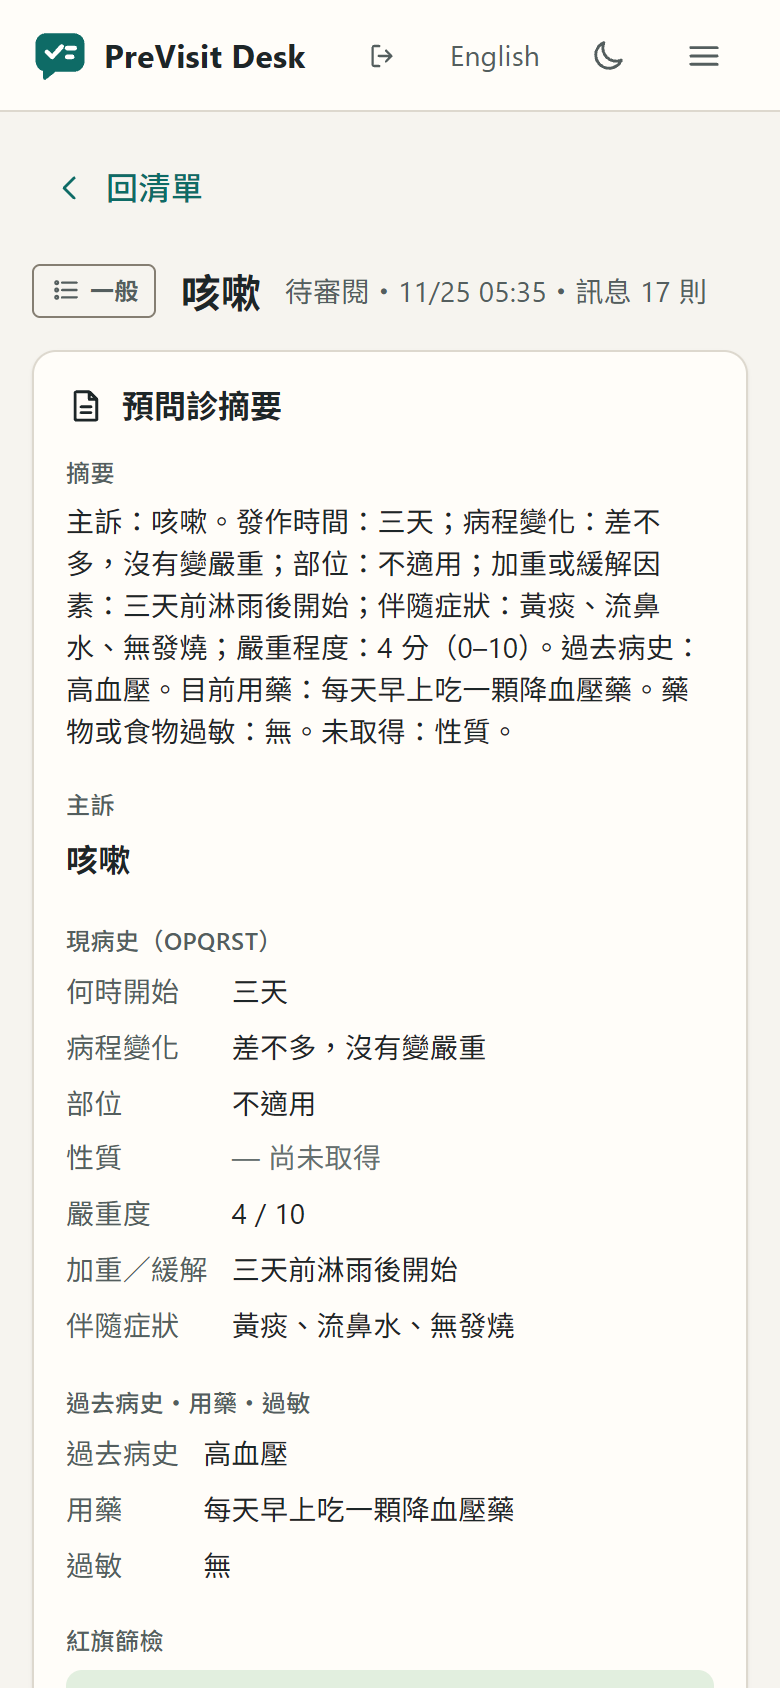 PreVisit Desk
English
回清單
一般
咳嗽 待審閱・11/25 05:35・訊息 17 則
預問診摘要
摘要
主訴：咳嗽。發作時間：三天；病程變化：差不
多，沒有變嚴重；部位：不適用；加重或緩解因
素：三天前淋雨後開始；伴隨症狀：黃痰、流鼻
水、無發燒；嚴重程度：4 分（0–10）。過去病史：
高血壓。目前用藥：每天早上吃一顆降血壓藥。藥
物或食物過敏：無。未取得：性質。
主訴
咳嗽
現病史（OPQRST）
何時開始 三天
病程變化 差不多，沒有變嚴重
部位 不適用
性質 — 尚未取得
嚴重度 4 / 10
加重／緩解 三天前淋雨後開始
伴隨症狀 黃痰、流鼻水、無發燒
過去病史・用藥・過敏
過去病史 高血壓
用藥 每天早上吃一顆降血壓藥
過敏 無
紅旗篩檢